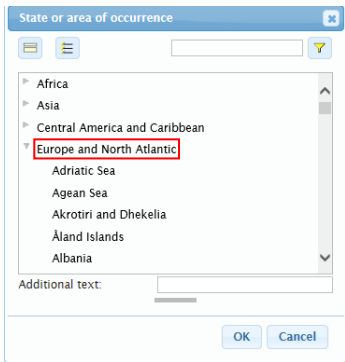 State or area of occurrence
Africa
Asia
Central America and Caribbean
Europe and North Atlantic
Adriatic Sea
Agean Sea
Akrotiri and Dhekelia
Åland Islands
Albania
Additional text:
OK Cancel